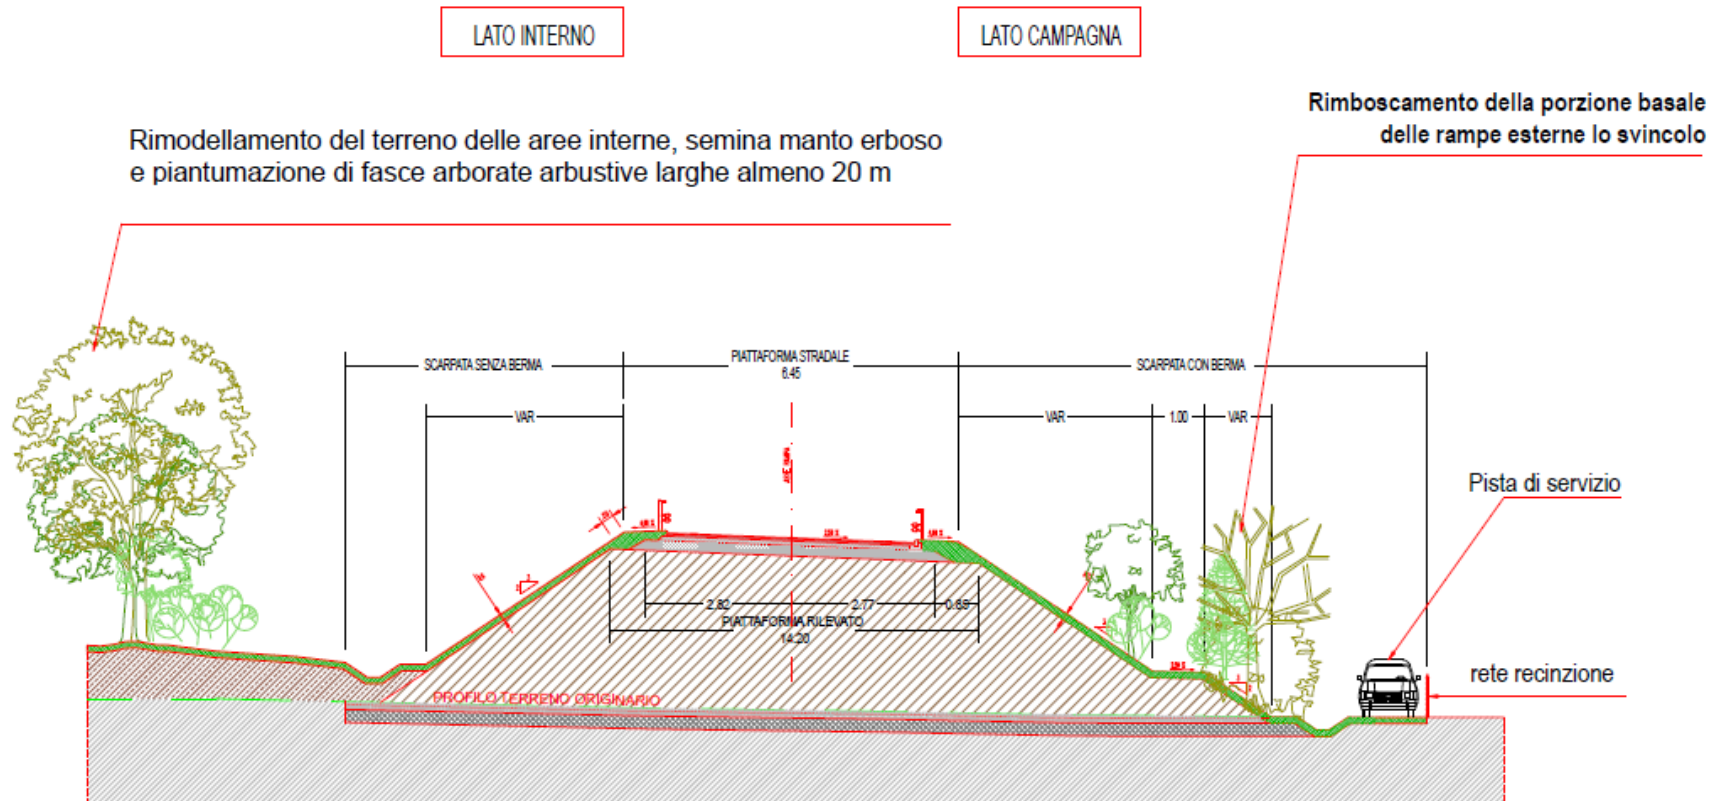 LATO INTERNO
LATO CAMPAGNA
Rimboscamento della porzione basale
delle rampe esterne lo svincolo
Rimodellamento del terreno delle aree interne, semina manto erboso
e piantumazione di fasce arborate arbustive larghe almeno 20 m
SCARPATA SENZA BERMA
PIATTAFORMA STRADALE
6.45
SCARPATA CON BERMA
VAR
VAR
1.00
VAR
Pista di servizio
2.82
2.77
PIATTAFORMA RILEVATO
14.20
rete recinzione
PROFILO TERRENO ORIGINARIO